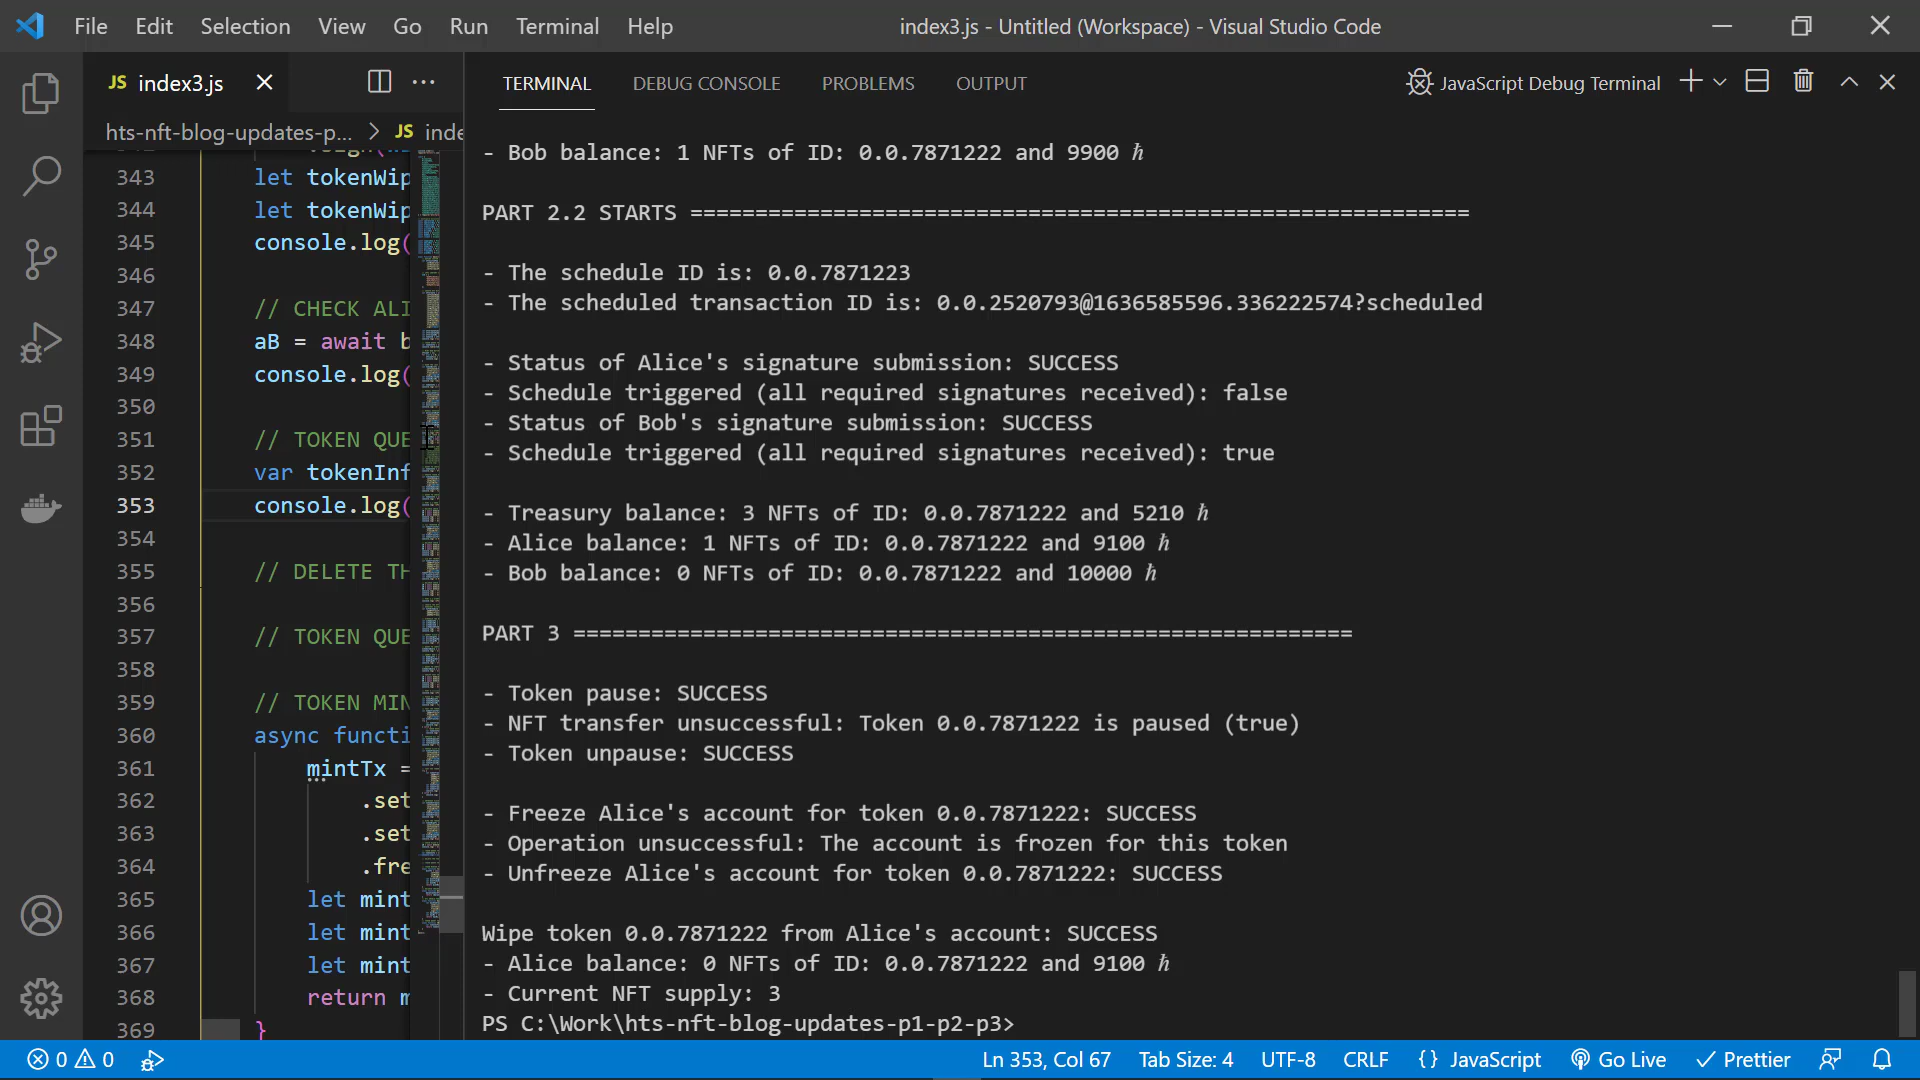 File Edit Selection View Go Run Terminal Help
index3.js - Untitled (Workspace) - Visual Studio Code
JS index3.js
TERMINAL DEBUG CONSOLE PROBLEMS OUTPUT
JavaScript Debug Terminal
hts-nft-blog-updates-p... > JS inde
343 let tokenWip
344 let tokenWip
345 console.log(
346
347 // CHECK ALI
348 aB = await b
349 console.log(
350
351 // TOKEN QUE
352 var tokenInf
353 console.log(
354
355 // DELETE TH
356
357 // TOKEN QUE
358
359 // TOKEN MIN
360 async functi
361 mintTx =
362 .set
363 .set
364 .fre
365 let mint
366 let mint
367 let mint
368 return m
369 }
- Bob balance: 1 NFTs of ID: 0.0.7871222 and 9900 ℏ
PART 2.2 STARTS ============================================================
- The schedule ID is: 0.0.7871223
- The scheduled transaction ID is: 0.0.2520793@1636585596.336222574?scheduled
- Status of Alice's signature submission: SUCCESS
- Schedule triggered (all required signatures received): false
- Status of Bob's signature submission: SUCCESS
- Schedule triggered (all required signatures received): true
- Treasury balance: 3 NFTs of ID: 0.0.7871222 and 5210 ℏ
- Alice balance: 1 NFTs of ID: 0.0.7871222 and 9100 ℏ
- Bob balance: 0 NFTs of ID: 0.0.7871222 and 10000 ℏ
PART 3 ============================================================
- Token pause: SUCCESS
- NFT transfer unsuccessful: Token 0.0.7871222 is paused (true)
- Token unpause: SUCCESS
- Freeze Alice's account for token 0.0.7871222: SUCCESS
- Operation unsuccessful: The account is frozen for this token
- Unfreeze Alice's account for token 0.0.7871222: SUCCESS
Wipe token 0.0.7871222 from Alice's account: SUCCESS
- Alice balance: 0 NFTs of ID: 0.0.7871222 and 9100 ℏ
- Current NFT supply: 3
PS C:\Work\hts-nft-blog-updates-p1-p2-p3>
0 0 Ln 353, Col 67 Tab Size: 4 UTF-8 CRLF {} JavaScript Go Live Prettier